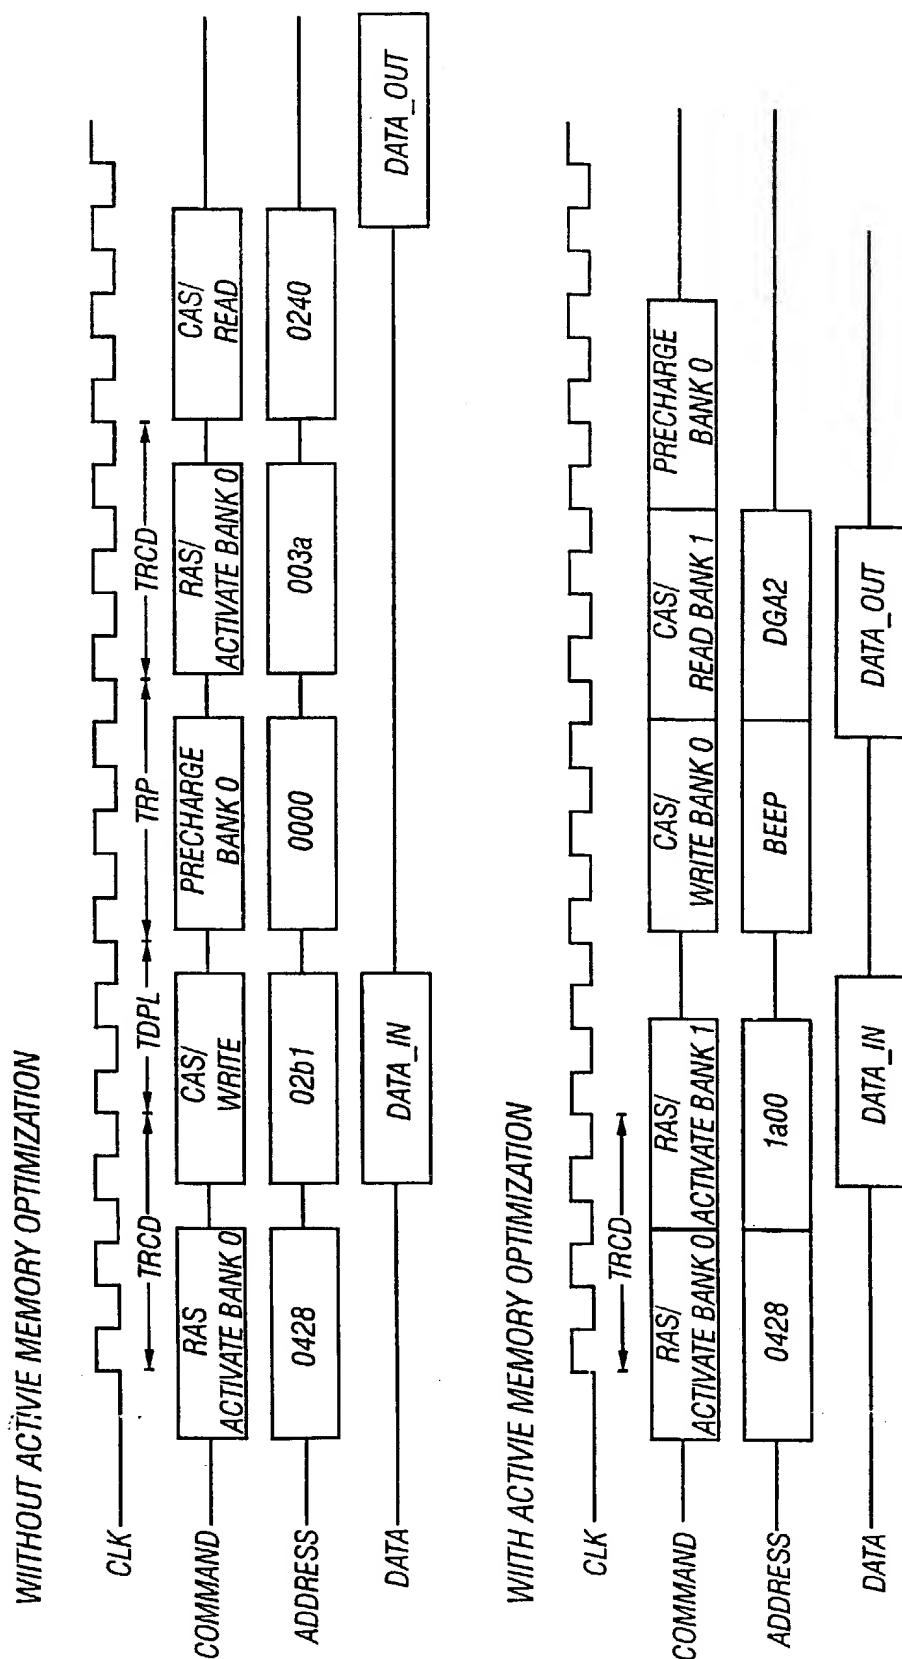 WIITHOUT ACTIVIE MEMORY OPTIMIZATION
CLK
TRCD
TDPL
TRP
TRCD
COMMAND
RAS
ACTIVATE BANK 0
CAS/
WRITE
PRECHARGE
BANK 0
RAS/
ACTIVATE BANK 0
CAS/
READ
ADDRESS
0428
02b1
0000
003a
0240
DATA
DATA_IN
DATA_OUT
WIITH ACTIVIE MEMORY OPTIMIZATION
CLK
TRCD
COMMAND
RAS/
ACTIVATE BANK 0
RAS/
ACTIVATE BANK 1
CAS/
WRITE BANK 0
CAS/
READ BANK 1
PRECHARGE
BANK 0
ADDRESS
0428
1a00
BEEP
DGA2
DATA
DATA_IN
DATA_OUT